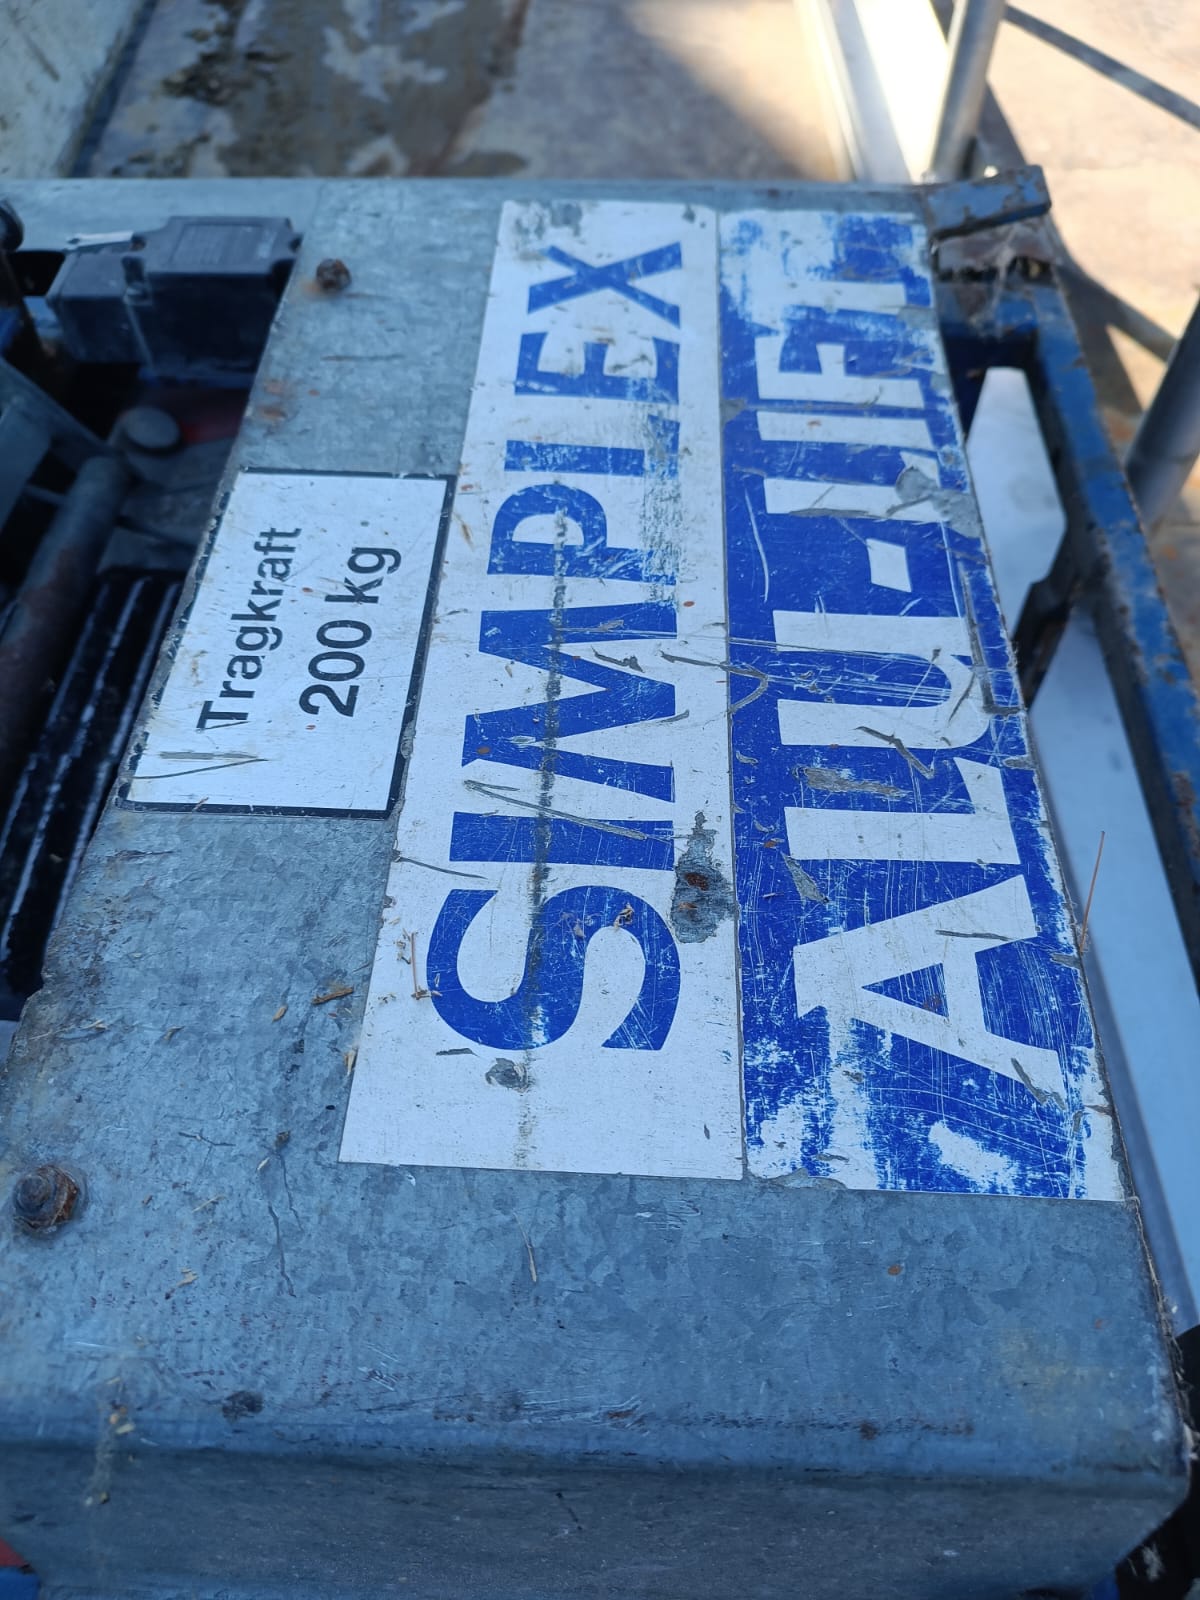 Tragkraft
200 kg
SIMPLEX
ALU-LIFT